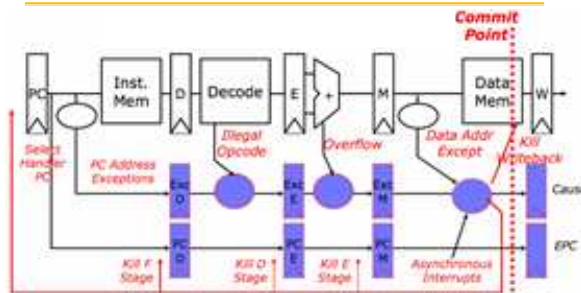 Commit
Point
PC
Inst.
Mem
D
Decode
E
+
M
Data
Mem
W
Select
Handler
PC
PC Address
Exceptions
Illegal
Opcode
Overflow
Data Addr
Except
Kill
Writeback
Exc
D
Exc
E
Exc
M
Caus
PC
D
PC
E
PC
M
EPC
Kill F
Stage
Kill D
Stage
Kill E
Stage
Asynchronous
Interrupts